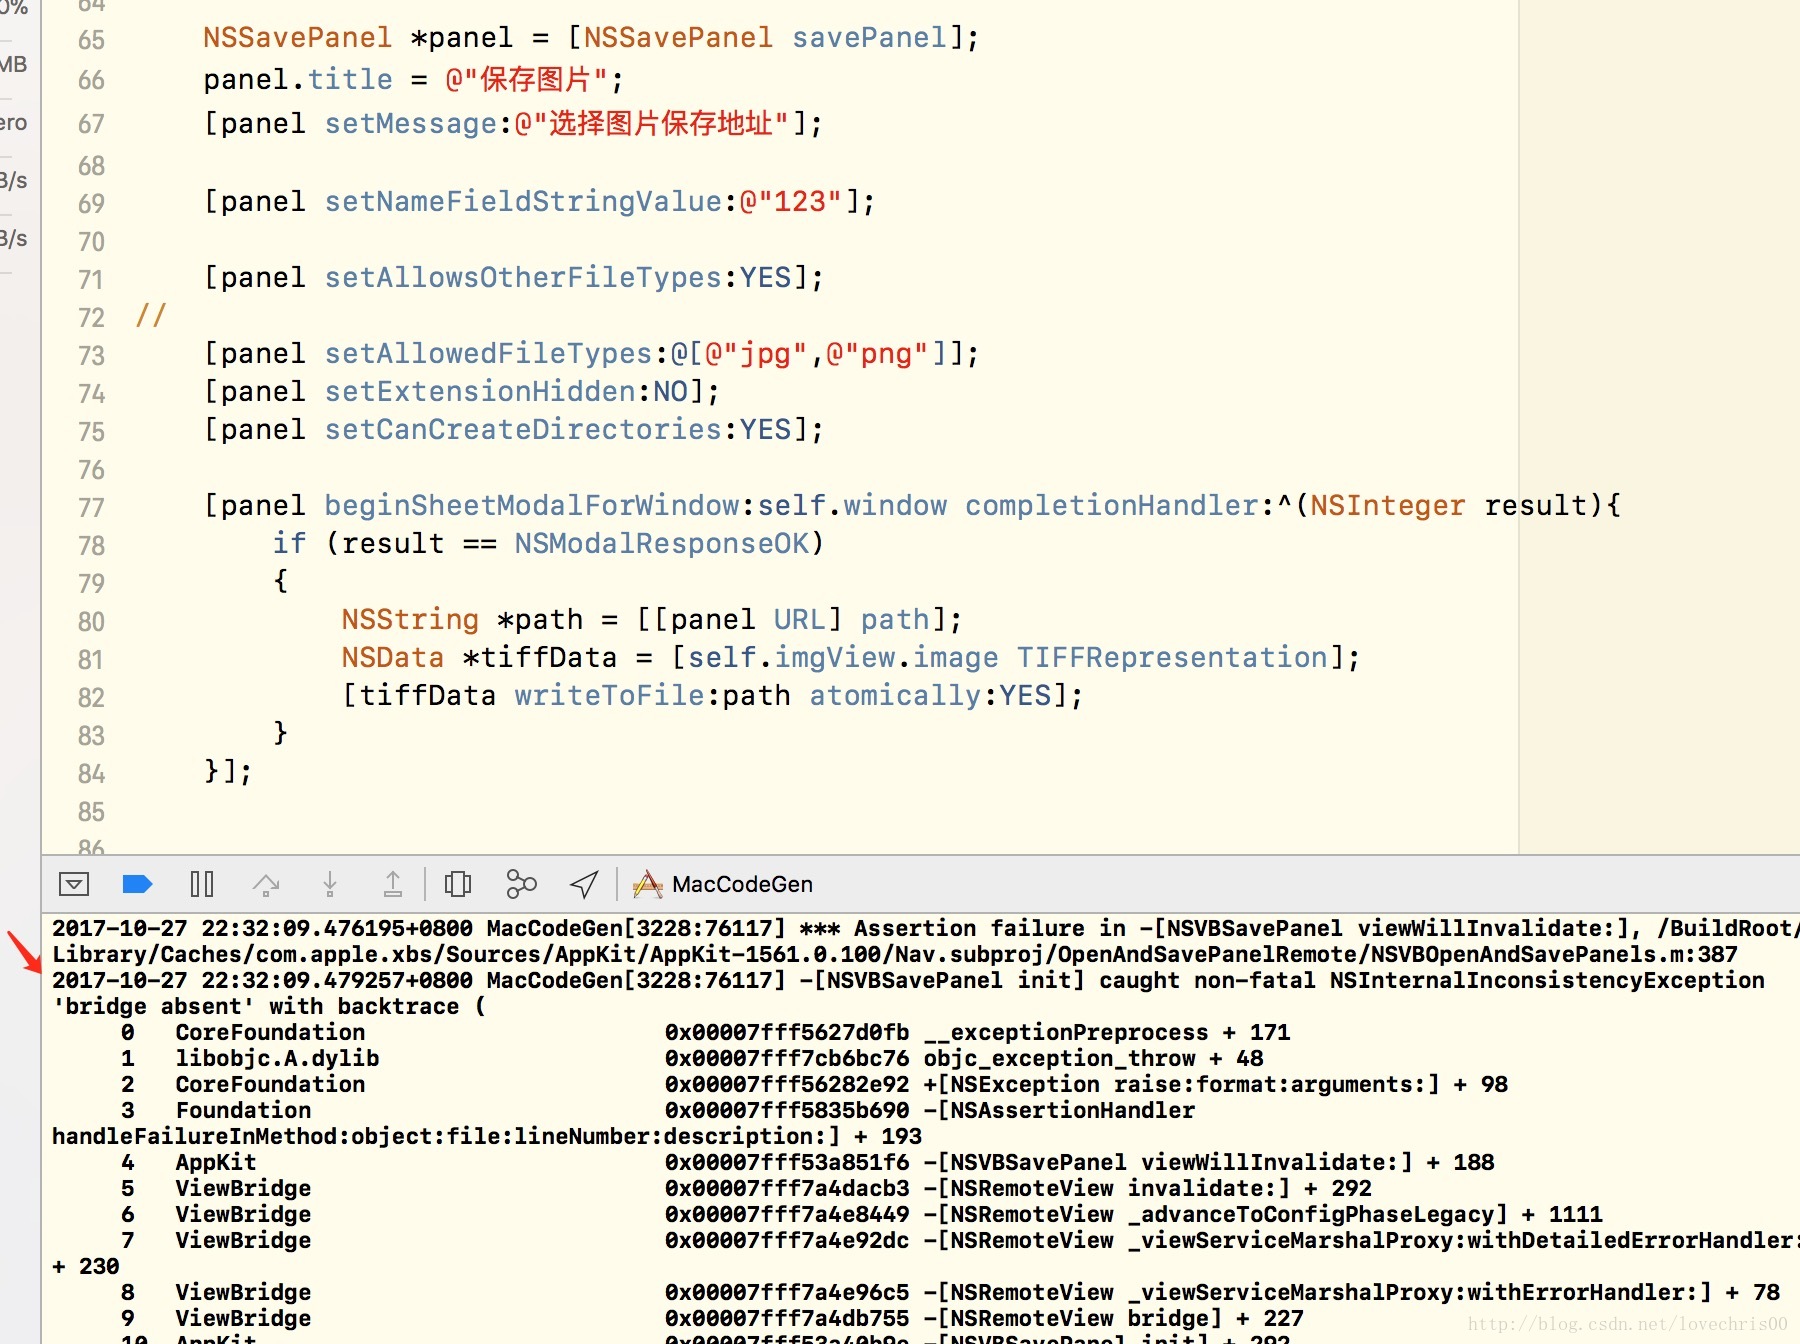 0%
64
MB
ero
B/s
B/s
65 NSSavePanel *panel = [NSSavePanel savePanel];
66 panel.title = @"保存图片";
67 [panel setMessage:@"选择图片保存地址"];
68
69 [panel setNameFieldStringValue:@"123"];
70
71 [panel setAllowsOtherFileTypes:YES];
72 //
73 [panel setAllowedFileTypes:@[@"jpg",@"png"]];
74 [panel setExtensionHidden:NO];
75 [panel setCanCreateDirectories:YES];
76
77 [panel beginSheetModalForWindow:self.window completionHandler:^(NSInteger result){
78 if (result == NSModalResponseOK)
79 {
80 NSString *path = [[panel URL] path];
81 NSData *tiffData = [self.imgView.image TIFFRepresentation];
82 [tiffData writeToFile:path atomically:YES];
83 }
84 }];
85
86
MacCodeGen
2017-10-27 22:32:09.476195+0800 MacCodeGen[3228:76117] *** Assertion failure in -[NSVBSavePanel viewWillInvalidate:], /BuildRoot/
Library/Caches/com.apple.xbs/Sources/AppKit/AppKit-1561.0.100/Nav.subproj/OpenAndSavePanelRemote/NSVBOpenAndSavePanels.m:387
2017-10-27 22:32:09.479257+0800 MacCodeGen[3228:76117] -[NSVBSavePanel init] caught non-fatal NSInternalInconsistencyException
'bridge absent' with backtrace (
0 CoreFoundation 0x00007fff5627d0fb __exceptionPreprocess + 171
1 libobjc.A.dylib 0x00007fff7cb6bc76 objc_exception_throw + 48
2 CoreFoundation 0x00007fff56282e92 +[NSException raise:format:arguments:] + 98
3 Foundation 0x00007fff5835b690 -[NSAssertionHandler
handleFailureInMethod:object:file:lineNumber:description:] + 193
4 AppKit 0x00007fff53a851f6 -[NSVBSavePanel viewWillInvalidate:] + 188
5 ViewBridge 0x00007fff7a4dacb3 -[NSRemoteView invalidate:] + 292
6 ViewBridge 0x00007fff7a4e8449 -[NSRemoteView _advanceToConfigPhaseLegacy] + 1111
7 ViewBridge 0x00007fff7a4e92dc -[NSRemoteView _viewServiceMarshalProxy:withDetailedErrorHandler:]
+ 230
8 ViewBridge 0x00007fff7a4e96c5 -[NSRemoteView _viewServiceMarshalProxy:withErrorHandler:] + 78
9 ViewBridge 0x00007fff7a4db755 -[NSRemoteView bridge] + 227
10 AppKit 0x00007fff53a40b9e -[NSVBSavePanel init] + 292
http://blog.csdn.net/lovechris00